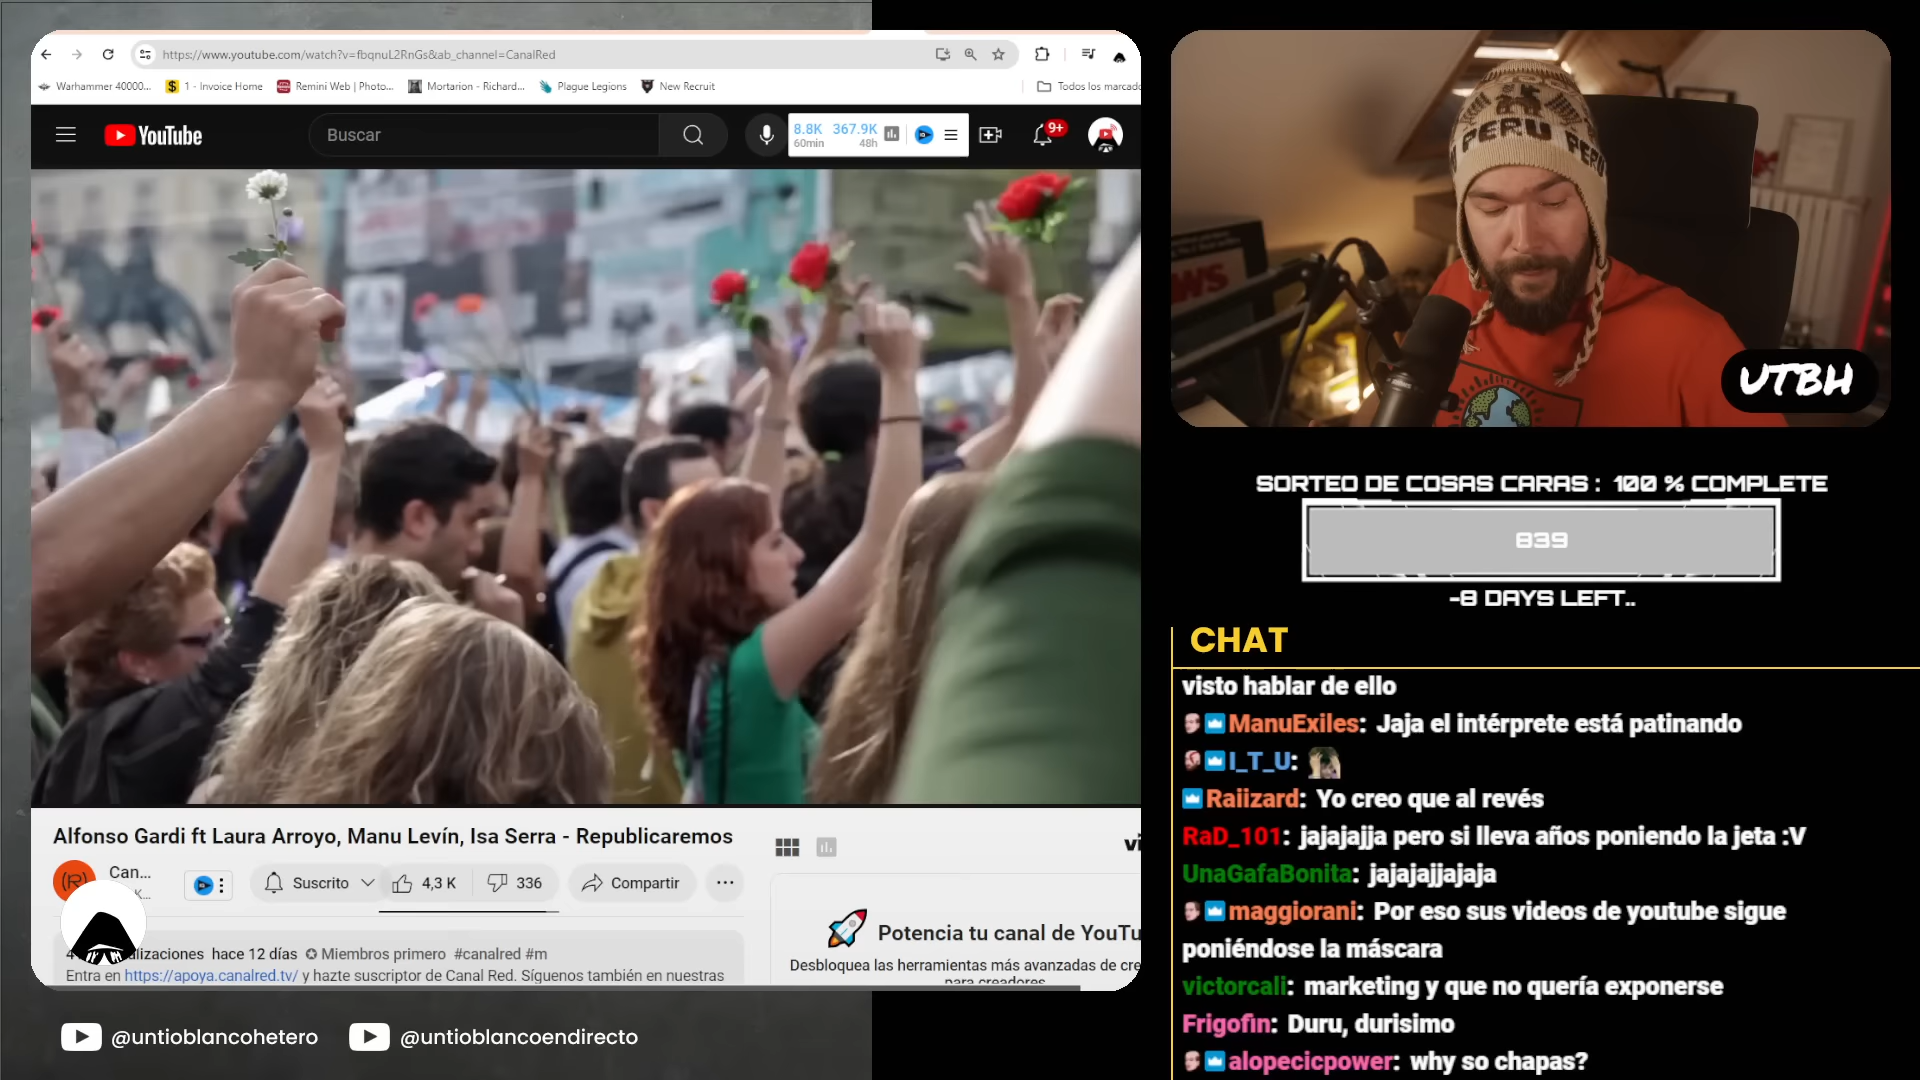 https://www.youtube.com/watch?v=fbqnuL2RnGs&ab_channel=CanalRed
Warhammer 40000...
1 - Invoice Home
Remini Web | Photo...
Mortarion - Richard...
Plague Legions
New Recruit
Todos los marcado
YouTube
Buscar
8.8K 367.9K
60min 48h
9+
Alfonso Gardi ft Laura Arroyo, Manu Levín, Isa Serra - Republicaremos
Can...
Suscrito
4,3 K
336
Compartir
alizaciones hace 12 días Miembros primero #canalred #m
Entra en https://apoya.canalred.tv/ y hazte suscriptor de Canal Red. Síguenos también en nuestras
Potencia tu canal de YouTu
Desbloquea las herramientas más avanzadas de cre
para creadores
@untioblancohetero
@untioblancoendirecto
PERU PERU
UTBH
SORTEO DE COSAS CARAS : 100 % COMPLETE
839
-8 DAYS LEFT..
CHAT
visto hablar de ello
ManuExiles: Jaja el intérprete está patinando
I_T_U:
Raiizard: Yo creo que al revés
RaD_101: jajajajja pero si lleva años poniendo la jeta :V
UnaGafaBonita: jajajajjajaja
maggiorani: Por eso sus videos de youtube sigue
poniéndose la máscara
victorcali: marketing y que no quería exponerse
Frigofin: Duru, durisimo
alopecicpower: why so chapas?